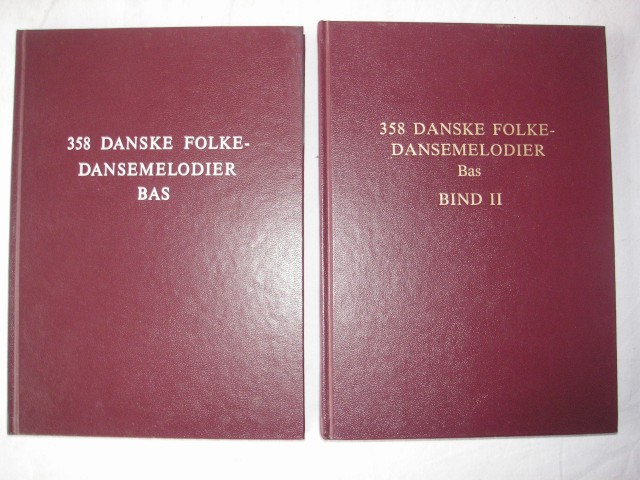 358 DANSKE FOLKE-
DANSEMELODIER
BAS
358 DANSKE FOLKE-
DANSEMELODIER
Bas
BIND II